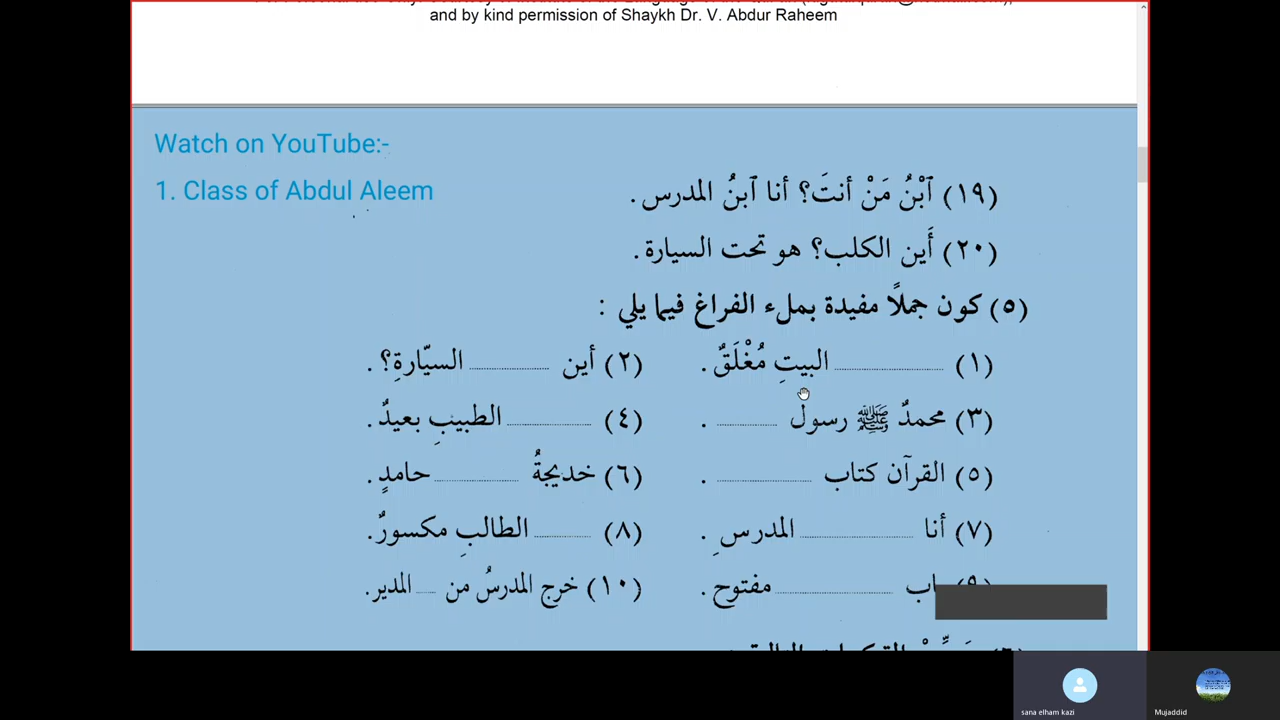 and by kind permission of Shaykh Dr. V. Abdur Raheem
Watch on YouTube:-
1. Class of Abdul Aleem
(١٩) ٱبْنُ مَنْ أنتَ؟ أنا ٱبنُ المدرس .
(٢٠) أَين الكلب؟ هو تحت السيارة .
(٥) كون جملاً مفيدة بملء الفراغ فيما يلي :
(١) .................... البيتِ مُغْلَقٌ . (٢) أين .................... السيّارةِ؟ .
(٣) محمدٌ ﷺ رسول .................... . (٤) .................... الطبيبِ بعيدٌ .
(٥) القرآن كتاب .................... . (٦) خديجةُ .................... حامدٍ .
(٧) أنا .................... المدرسِ . (٨) .................... الطالبِ مكسورٌ .
.................... مفتوح . (١٠) خرج المدرسُ من ..... المدير.
sana elham kazi
Mujaddid